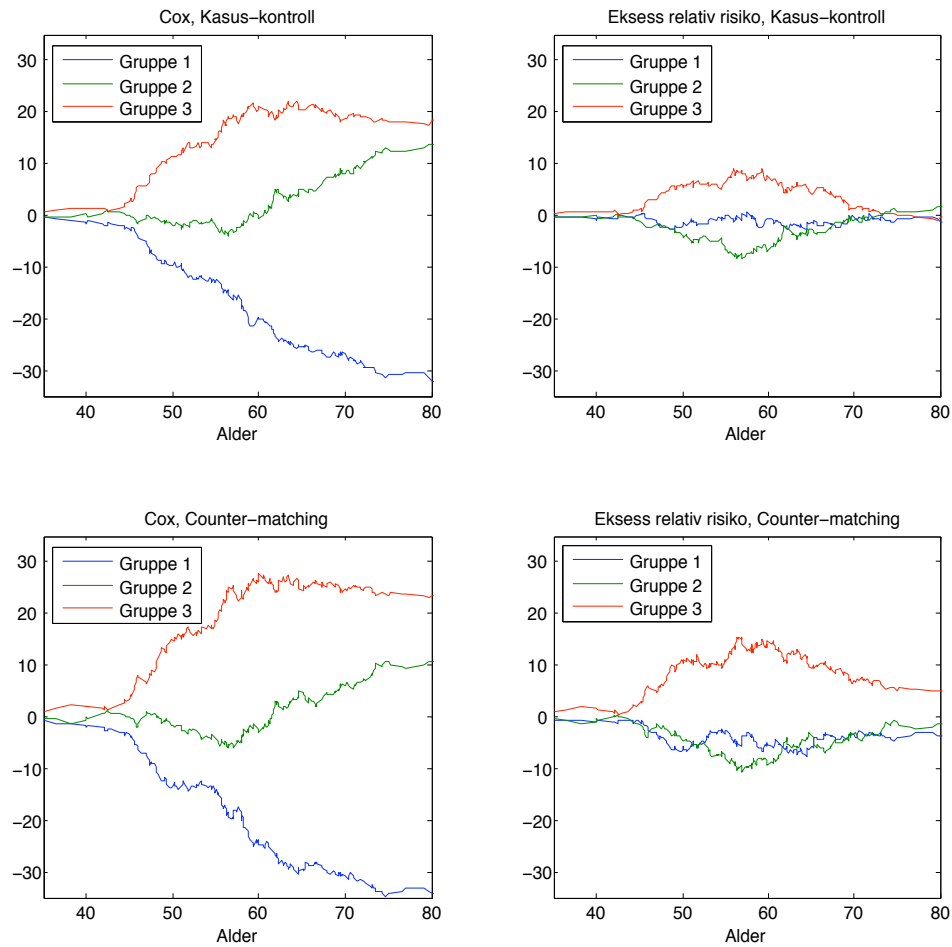 Cox, Kasus−kontroll
Gruppe 1
Gruppe 2
Gruppe 3
30
20
10
0
−10
−20
−30
40 50 60 70 80
Alder
Eksess relativ risiko, Kasus−kontroll
Gruppe 1
Gruppe 2
Gruppe 3
30
20
10
0
−10
−20
−30
40 50 60 70 80
Alder
Cox, Counter−matching
Gruppe 1
Gruppe 2
Gruppe 3
30
20
10
0
−10
−20
−30
40 50 60 70 80
Alder
Eksess relativ risiko, Counter−matching
Gruppe 1
Gruppe 2
Gruppe 3
30
20
10
0
−10
−20
−30
40 50 60 70 80
Alder